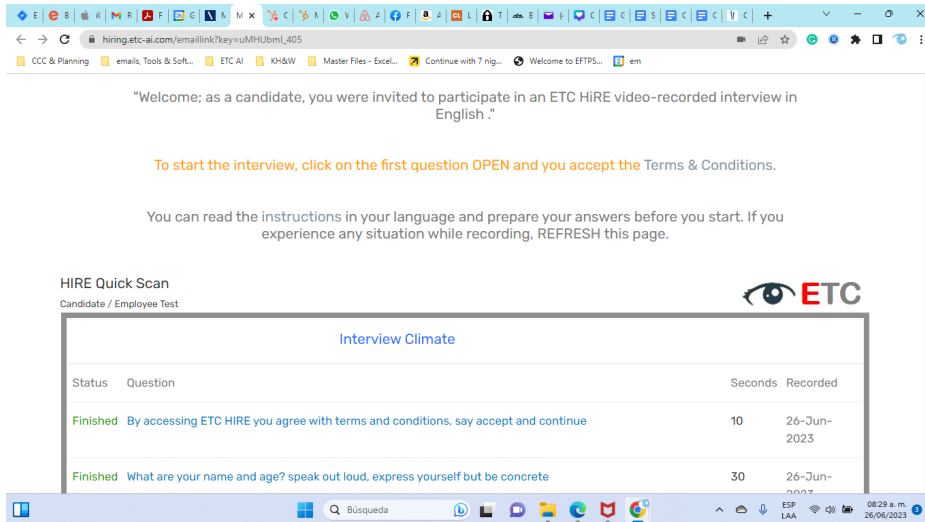 E B K M R F G N M C N V A F A L T E ( C C S C C C
hiring.etc-ai.com/emaillink?key=uMHUbml_405
CCC & Planning emails, Tools & Soft... ETC AI KH&W Master Files - Excel... Continue with 7 nig... Welcome to EFTPS... em
"Welcome; as a candidate, you were invited to participate in an ETC HiRE video-recorded interview in
English ."
To start the interview, click on the first question OPEN and you accept the Terms & Conditions.
You can read the instructions in your language and prepare your answers before you start. If you
experience any situation while recording, REFRESH this page.
HIRE Quick Scan
Candidate / Employee Test
ETC
Interview Climate
Status Question Seconds Recorded
Finished By accessing ETC HIRE you agree with terms and conditions, say accept and continue 10 26-Jun-
2023
Finished What are your name and age? speak out loud, express yourself but be concrete 30 26-Jun-
2023
Búsqueda
ESP 08:29 a. m.
LAA 26/06/2023 3